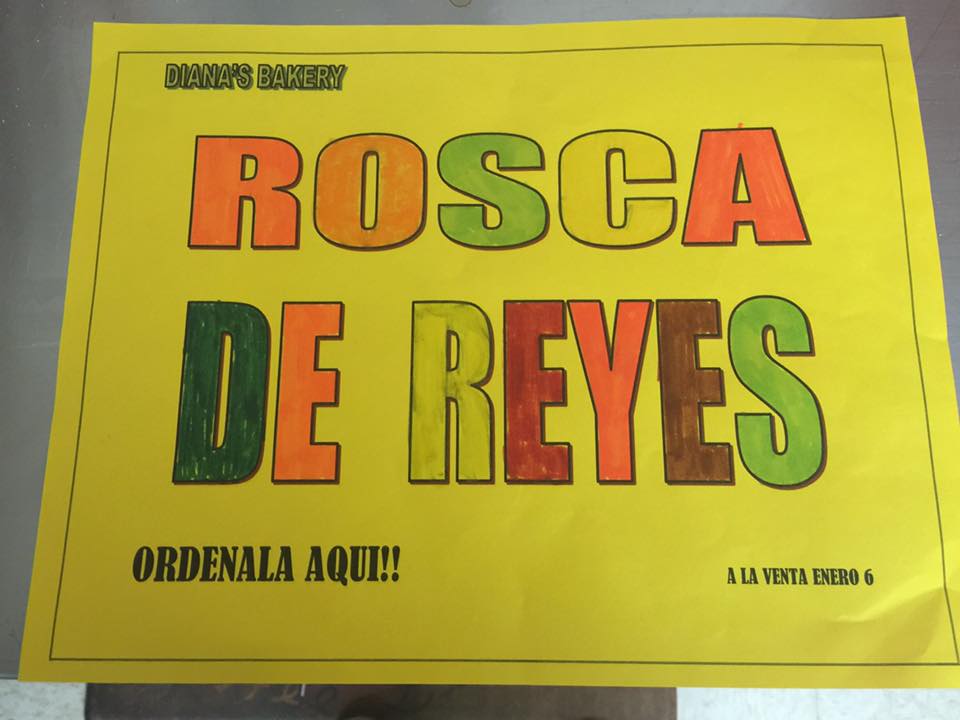 DIANA'S BAKERY
ROSCA
DE REYES
ORDENALA AQUI!!
A LA VENTA ENERO 6